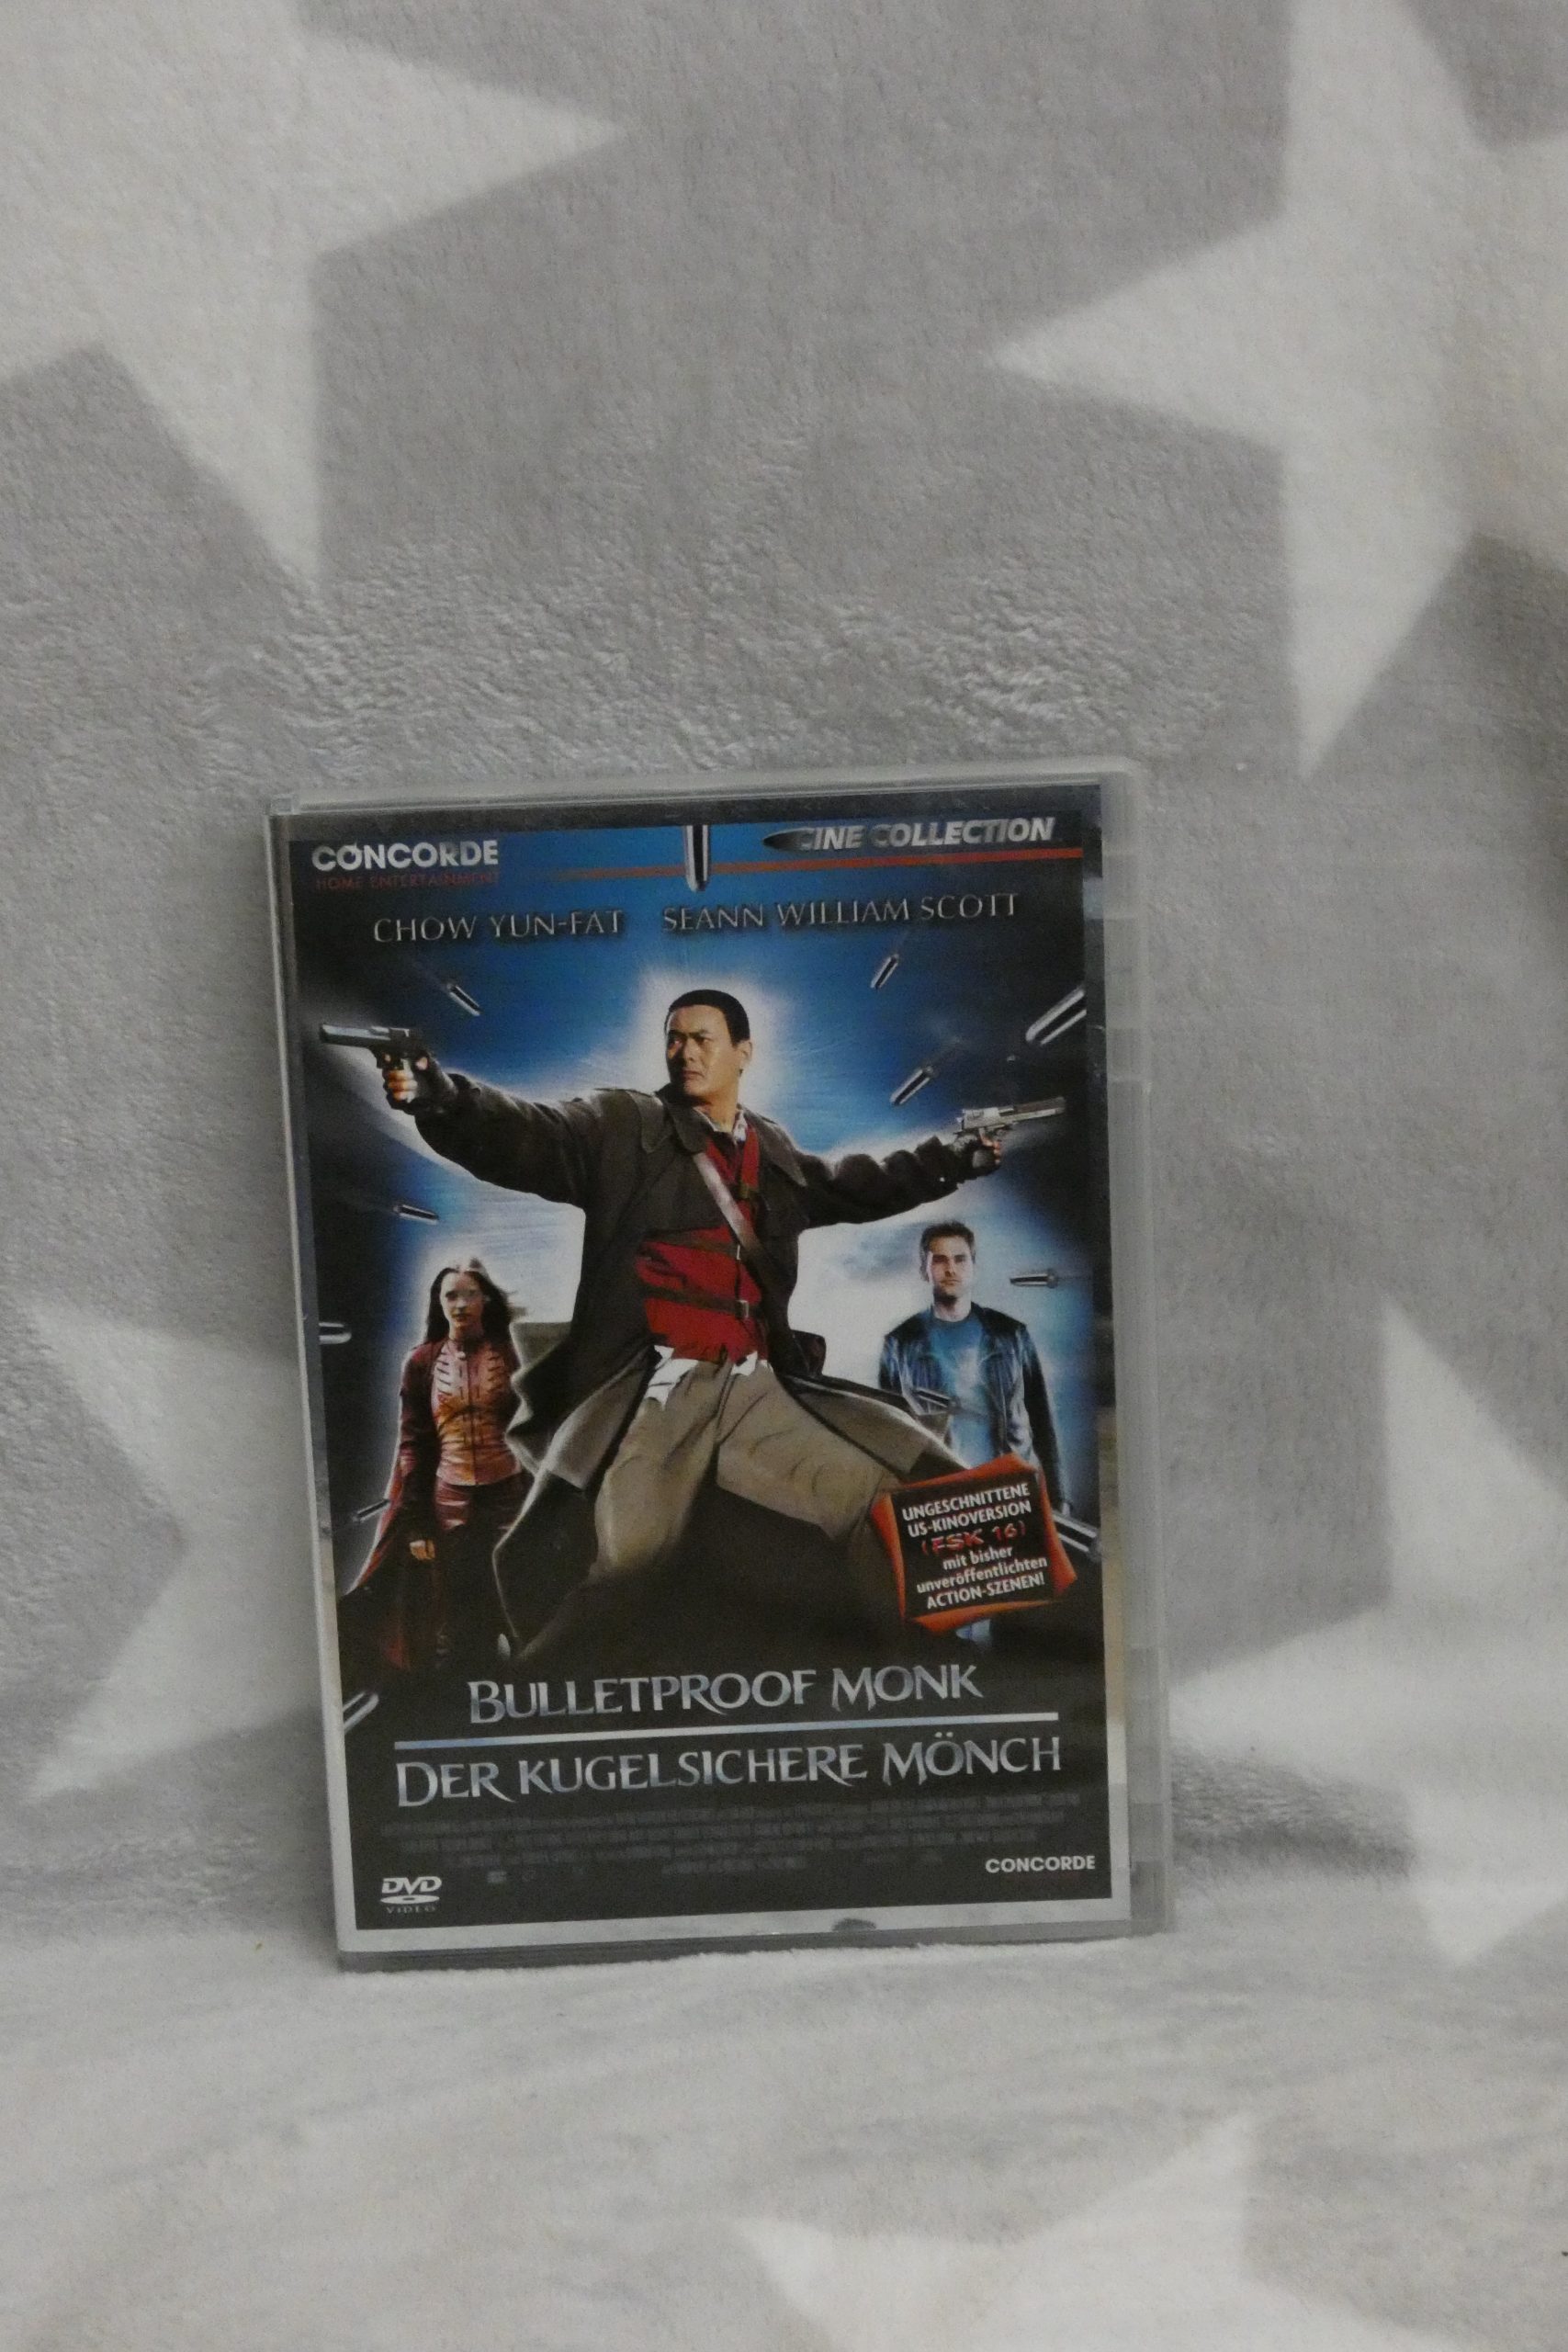 CONCORDE
HOME ENTERTAINMENT
CINE COLLECTION
CHOW YUN-FAT SEANN WILLIAM SCOTT
UNGESCHNITTENE
US-KINOVERSION
(FSK 16)
mit bisher
unveröffentlichten
ACTION-SZENEN!
BULLETPROOF MONK
DER KUGELSICHERE MÖNCH
CONCORDE
DVD
VIDEO